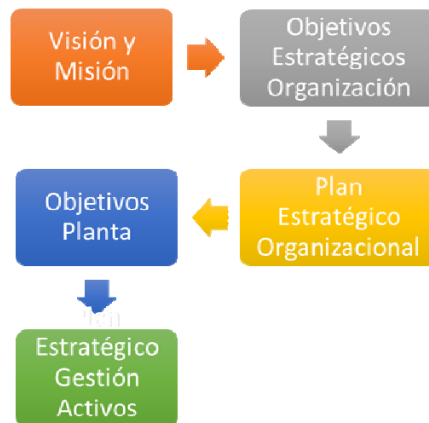 Visión y
Misión
Objetivos
Estratégicos
Organización
Plan
Estratégico
Organizacional
Objetivos
Planta
Estratégico
Gestión
Activos